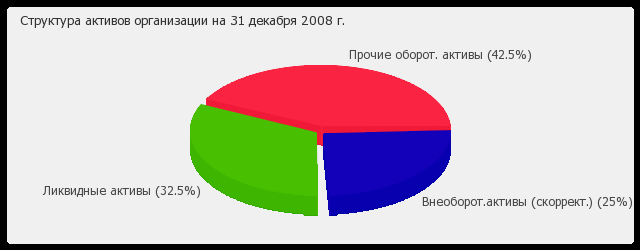 Структура активов организации на 31 декабря 2008 г.
Прочие оборот. активы (42.5%)
Ликвидные активы (32.5%)
Внеоборот.активы (скоррект.) (25%)